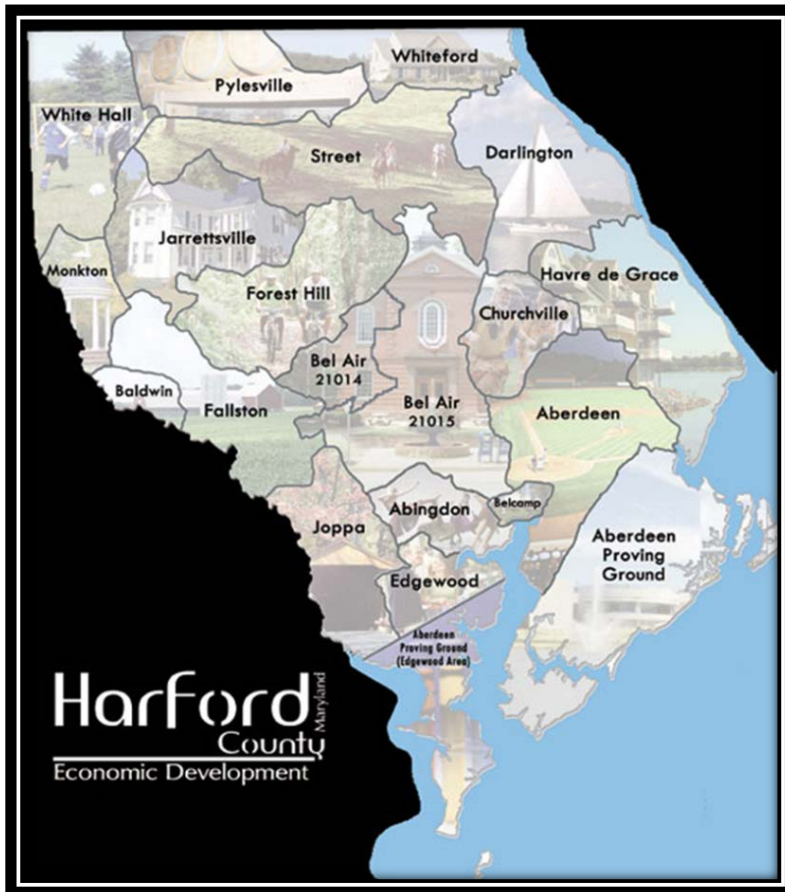 Whiteford
Pylesville
White Hall
Street
Darlington
Jarrettsville
Monkton
Havre de Grace
Forest Hill
Churchville
Bel Air
21014
Baldwin
Fallston
Bel Air
21015
Aberdeen
Abingdon
Belcamp
Joppa
Aberdeen
Proving
Ground
Edgewood
Aberdeen
Proving Ground
(Edgewood Area)
Harford
Maryland
County
Economic Development